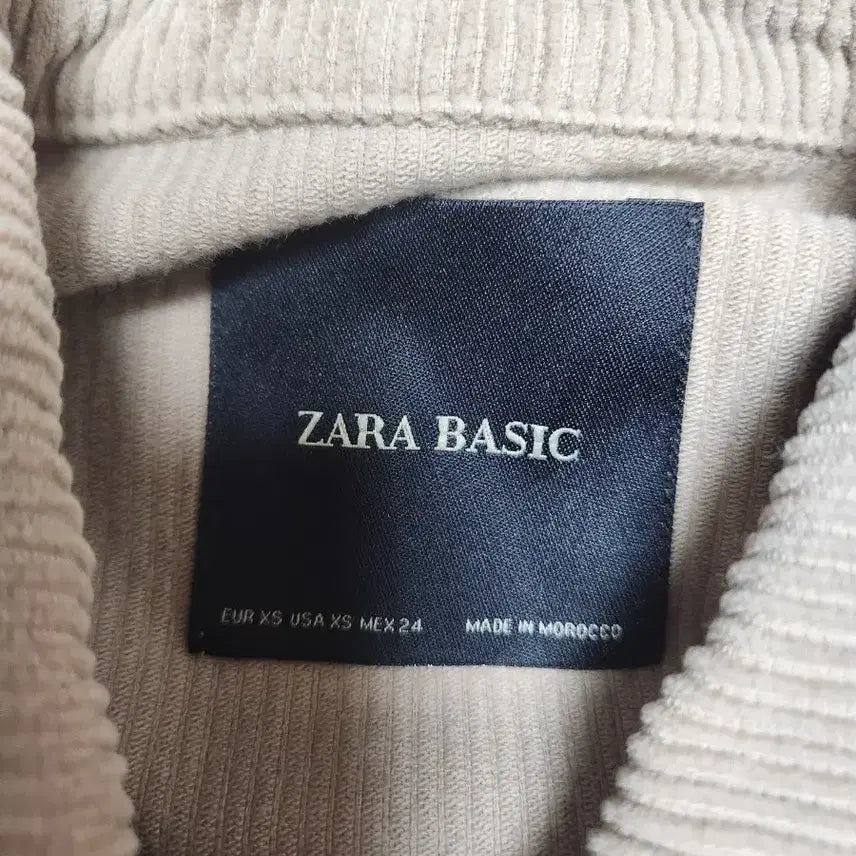 ZARA BASIC
EUR XS USA XS MEX 24 MADE IN MOROCCO